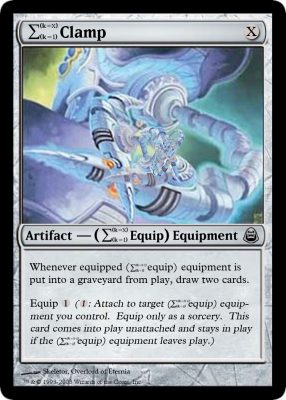 ∑(k=x)(k=1) Clamp X
Artifact — (∑(k=x)(k=1) Equip) Equipment
Whenever equipped (∑equip) equipment is
put into a graveyard from play, draw two cards.
Equip 1 (1: Attach to target (∑equip) equip-
ment you control. Equip only as a sorcery. This
card comes into play unattached and stays in play
if the (∑equip) equipment leaves play.)
Skeletor, Overlord of Eternia
Wizards of the Coast, Inc.